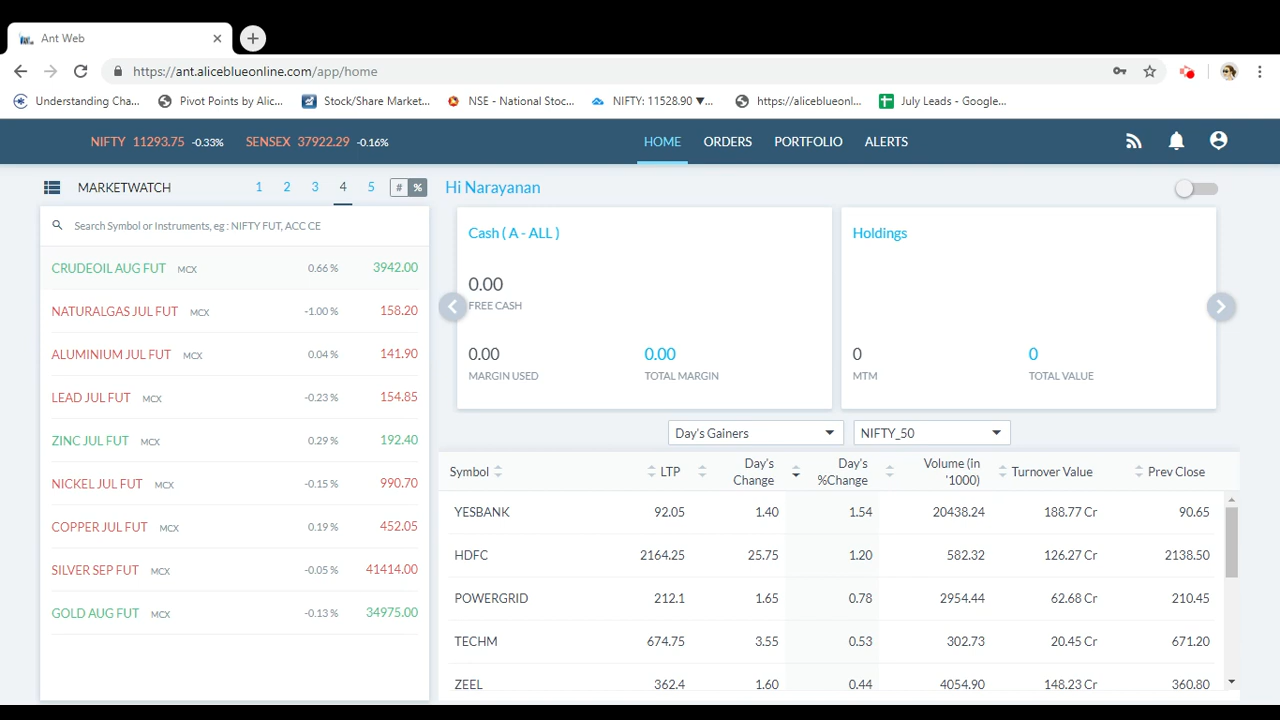 Ant Web
https://ant.aliceblueonline.com/app/home
Understanding Cha... Pivot Points by Alic... Stock/Share Market... NSE - National Stoc... NIFTY: 11528.90 ▼... https://aliceblueonl... July Leads - Google...
NIFTY 11293.75 -0.33% SENSEX 37922.29 -0.16% HOME ORDERS PORTFOLIO ALERTS
MARKETWATCH 1 2 3 4 5 # %
Search Symbol or Instruments, eg : NIFTY FUT, ACC CE
CRUDEOIL AUG FUT MCX 0.66 % 3942.00
NATURALGAS JUL FUT MCX -1.00 % 158.20
ALUMINIUM JUL FUT MCX 0.04 % 141.90
LEAD JUL FUT MCX -0.23 % 154.85
ZINC JUL FUT MCX 0.29 % 192.40
NICKEL JUL FUT MCX -0.15 % 990.70
COPPER JUL FUT MCX 0.19 % 452.05
SILVER SEP FUT MCX -0.05 % 41414.00
GOLD AUG FUT MCX -0.13 % 34975.00
Hi Narayanan
Cash ( A - ALL )
0.00
FREE CASH
0.00 0.00
MARGIN USED TOTAL MARGIN
Holdings
0 0
MTM TOTAL VALUE
Day's Gainers NIFTY_50
Symbol LTP Day's Change Day's %Change Volume (in '1000) Turnover Value Prev Close
YESBANK 92.05 1.40 1.54 20438.24 188.77 Cr 90.65
HDFC 2164.25 25.75 1.20 582.32 126.27 Cr 2138.50
POWERGRID 212.1 1.65 0.78 2954.44 62.68 Cr 210.45
TECHM 674.75 3.55 0.53 302.73 20.45 Cr 671.20
ZEEL 362.4 1.60 0.44 4054.90 148.23 Cr 360.80